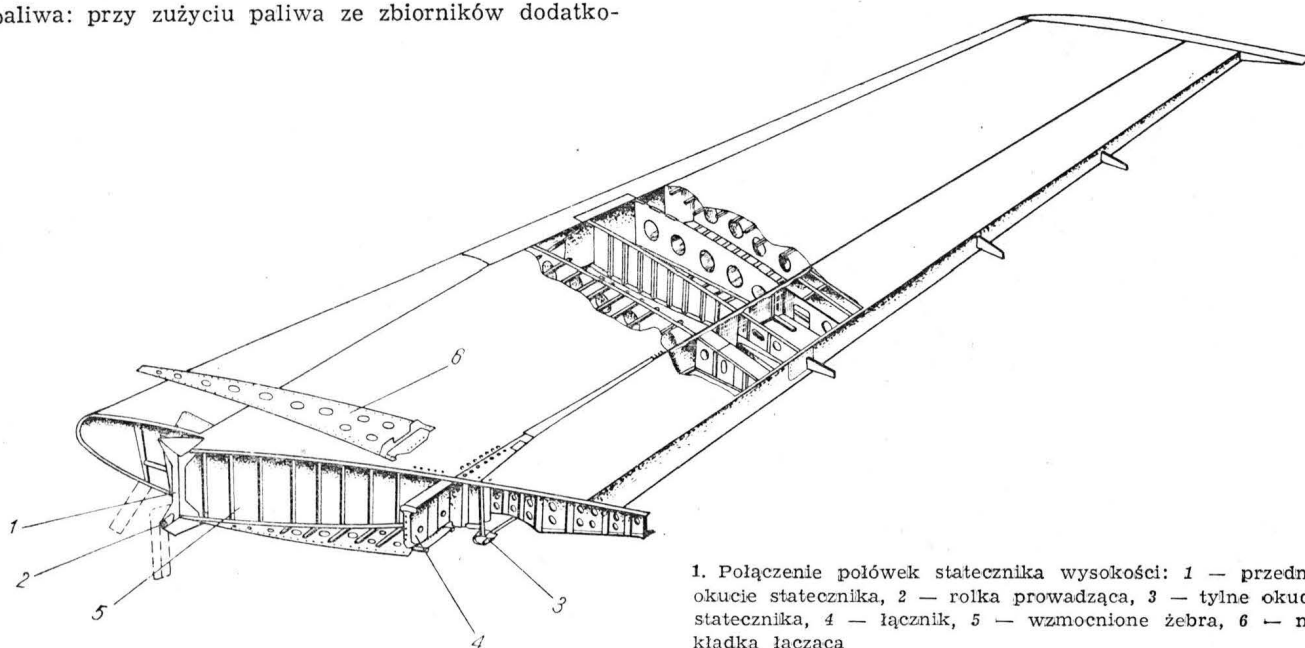 paliwa: przy zużyciu paliwa ze zbiorników dodatko-
6
1
2
5
4
3
1. Połączenie połówek statecznika wysokości: 1 — przedn
okucie statecznika, 2 — rolka prowadząca, 3 — tylne okuc
statecznika, 4 — łącznik, 5 — wzmocnione żebra, 6 — n
kładka łącząca